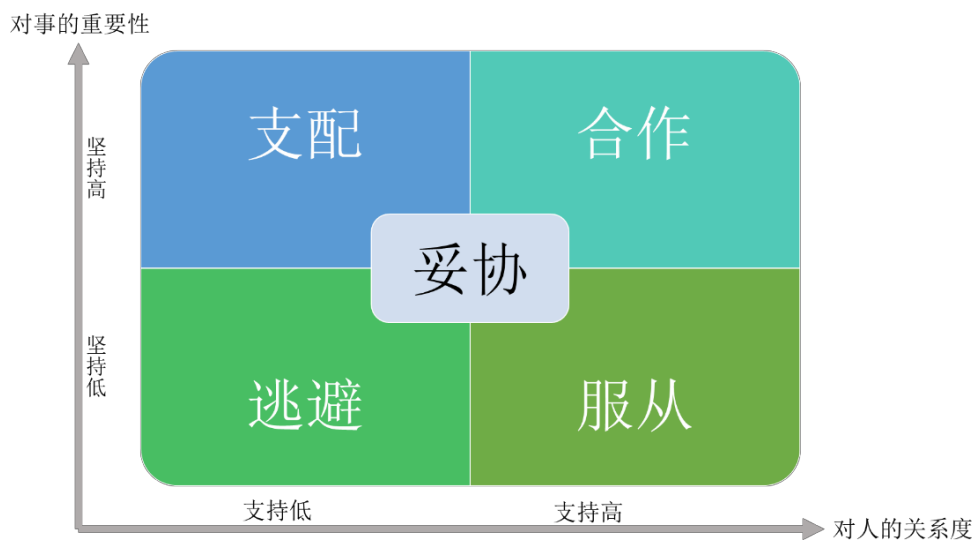 对事的重要性
支配
合作
坚持高
妥协
坚持低
逃避
服从
支持低
支持高
对人的关系度